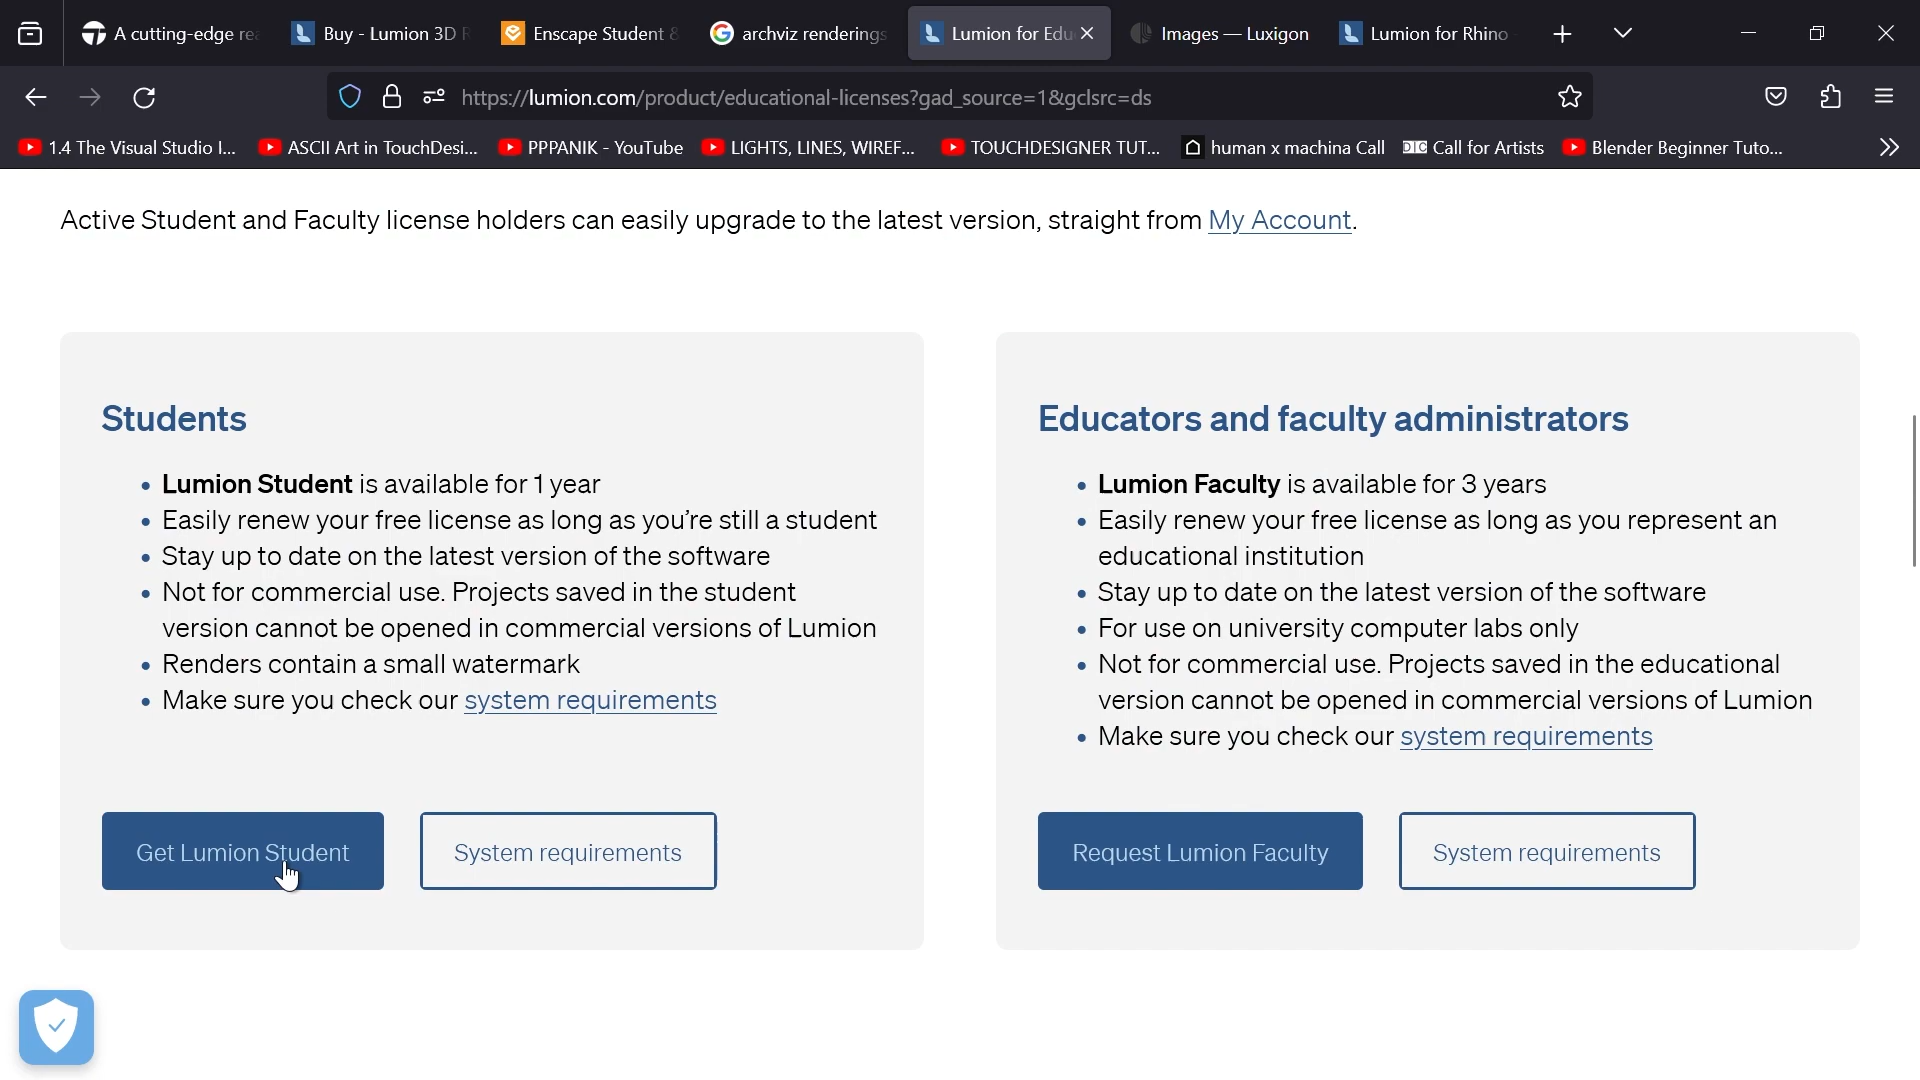 A cutting-edge rea
Buy - Lumion 3D R
Enscape Student &
archviz renderings
Lumion for Edu
Images — Luxigon
Lumion for Rhino -
https://lumion.com/product/educational-licenses?gad_source=1&gclsrc=ds
1.4 The Visual Studio I...
ASCII Art in TouchDesi...
PPPANIK - YouTube
LIGHTS, LINES, WIREF...
TOUCHDESIGNER TUT...
human x machina Call
DIG Call for Artists
Blender Beginner Tuto...
Active Student and Faculty license holders can easily upgrade to the latest version, straight from My Account.
Students
• Lumion Student is available for 1 year
• Easily renew your free license as long as you’re still a student
• Stay up to date on the latest version of the software
• Not for commercial use. Projects saved in the student
version cannot be opened in commercial versions of Lumion
• Renders contain a small watermark
• Make sure you check our system requirements
Get Lumion Student
System requirements
Educators and faculty administrators
• Lumion Faculty is available for 3 years
• Easily renew your free license as long as you represent an
educational institution
• Stay up to date on the latest version of the software
• For use on university computer labs only
• Not for commercial use. Projects saved in the educational
version cannot be opened in commercial versions of Lumion
• Make sure you check our system requirements
Request Lumion Faculty
System requirements